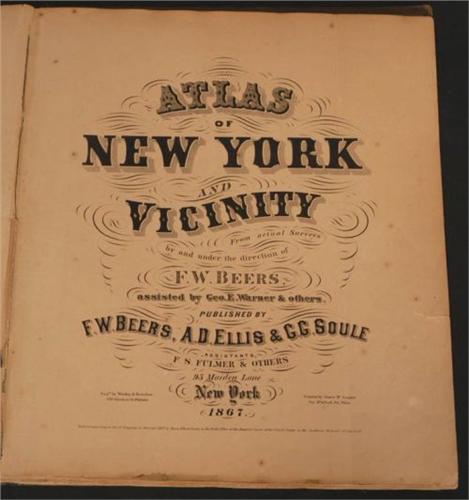 ATLAS
OF
NEW YORK
AND
VICINITY
From actual Surveys
by and under the direction of
F.W. BEERS,
assisted by Geo. E. Warner & others.
PUBLISHED BY
F.W. BEERS, A.D. ELLIS & G.G. SOULE
ASSISTANTS,
F. S. FULMER & OTHERS
95 Maiden Lane
New York
1867.